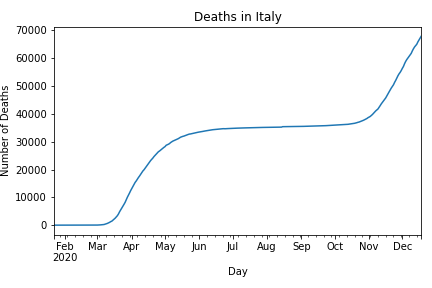 Deaths in Italy
Number of Deaths
70000
60000
50000
40000
30000
20000
10000
0
Feb Mar Apr May Jun Jul Aug Sep Oct Nov Dec
2020
Day